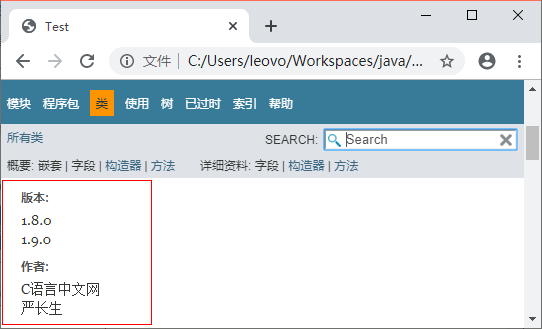 Test
文件 C:/Users/leovo/Workspaces/java/...
模块 程序包 类 使用 树 已过时 索引 帮助
所有类 SEARCH: Search
概要: 嵌套 | 字段 | 构造器 | 方法 详细资料: 字段 | 构造器 | 方法
版本:
1.8.0
1.9.0
作者:
C语言中文网
严长生